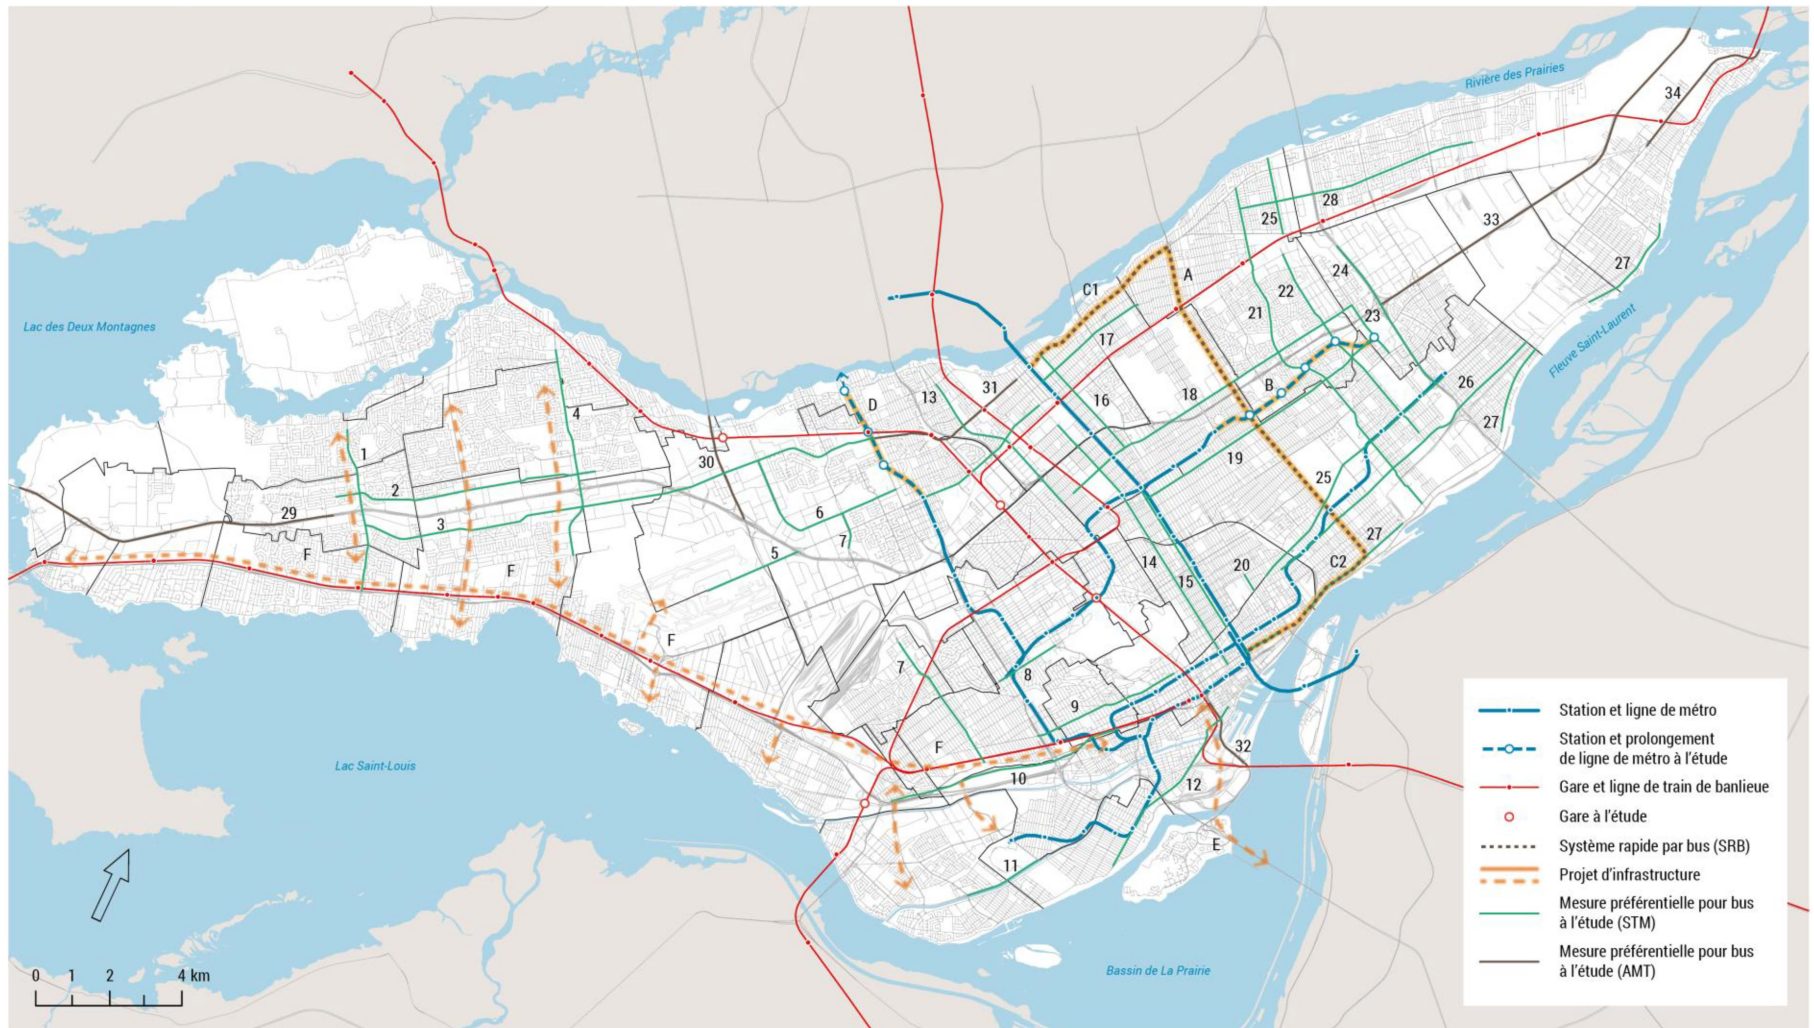 Rivière des Prairies
34
33
28
25
27
24
A
22
C1
21
23
Fleuve Saint-Laurent
Lac des Deux Montagnes
17
31
B
18
26
13
16
D
4
27
1
30
19
2
25
29
6
3
27
7
5
F
14
20
C2
F
15
F
7
8
9
F
32
10
12
Lac Saint-Louis
E
11
Bassin de La Prairie
0 1 2 4 km
Station et ligne de métro
Station et prolongement
de ligne de métro à l'étude
Gare et ligne de train de banlieue
Gare à l'étude
Système rapide par bus (SRB)
Projet d'infrastructure
Mesure préférentielle pour bus
à l'étude (STM)
Mesure préférentielle pour bus
à l'étude (AMT)